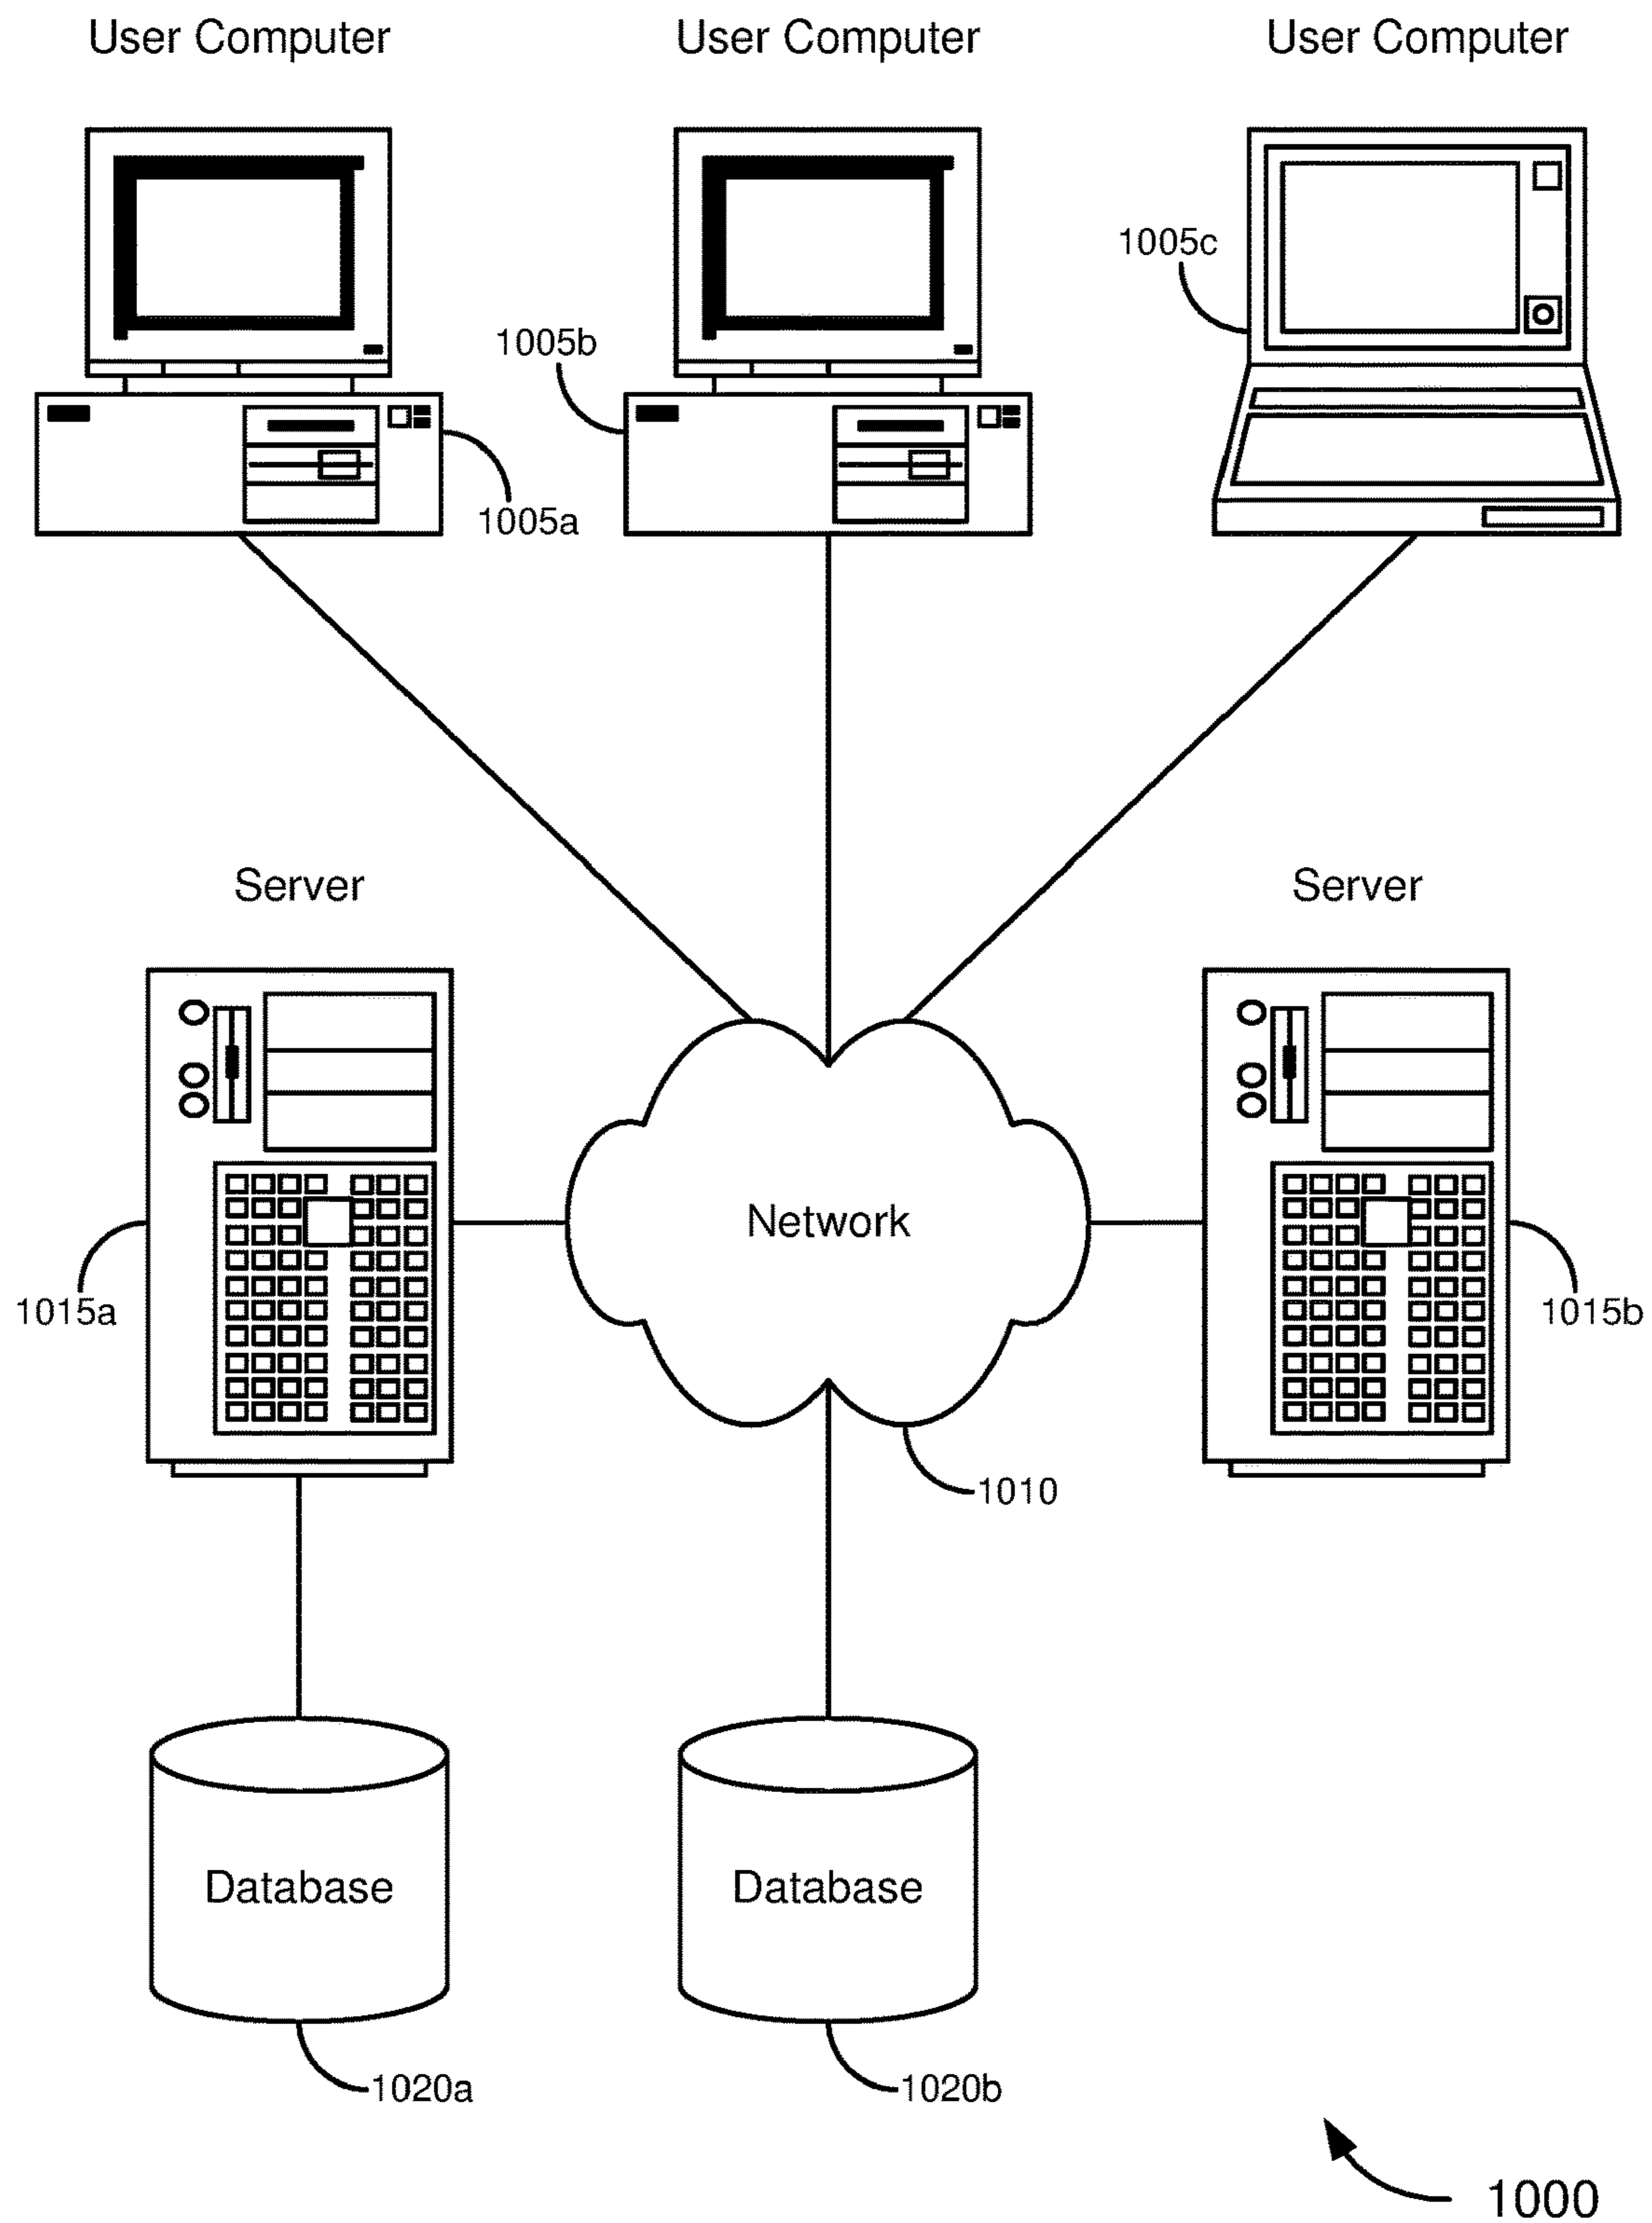 User Computer
User Computer
User Computer
1005c
1005b
1005a
Server
Server
Network
1015a
1015b
1010
Database
Database
1020a
1020b
1000